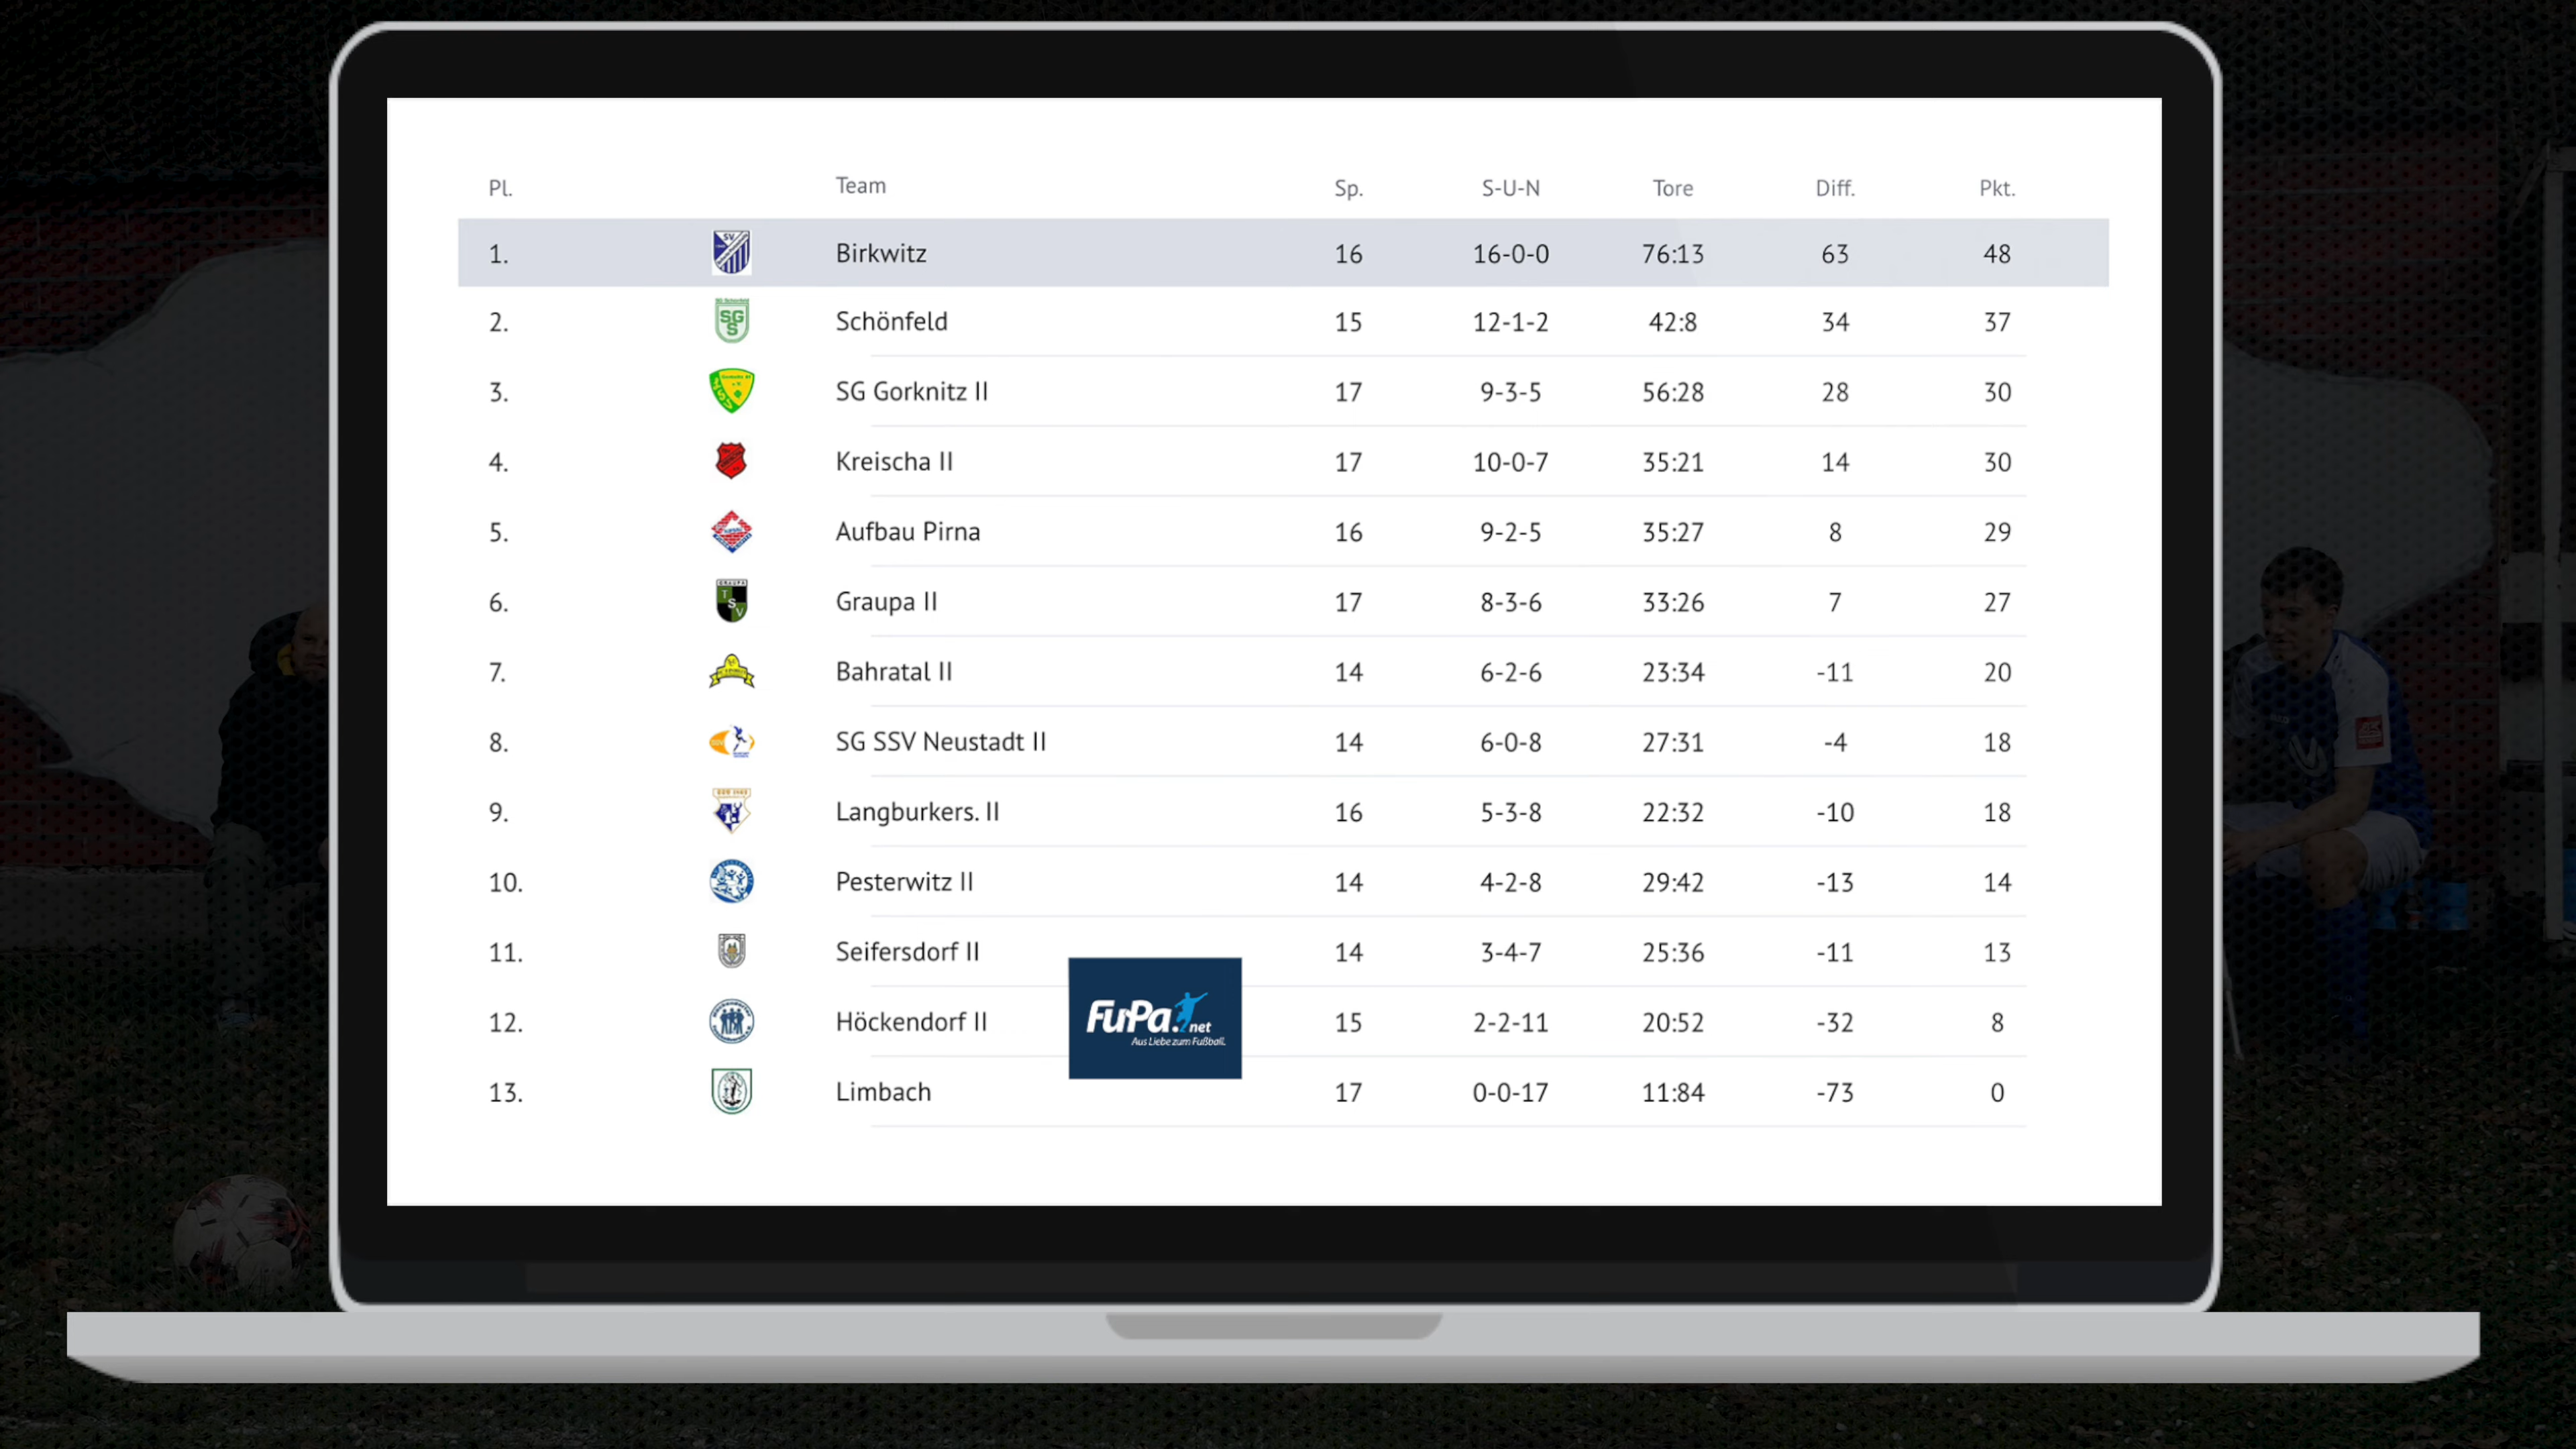 Pl. Team Sp. S-U-N Tore Diff. Pkt.
1. Birkwitz 16 16-0-0 76:13 63 48
2. Schönfeld 15 12-1-2 42:8 34 37
3. SG Gorknitz II 17 9-3-5 56:28 28 30
4. Kreischa II 17 10-0-7 35:21 14 30
5. Aufbau Pirna 16 9-2-5 35:27 8 29
6. Graupa II 17 8-3-6 33:26 7 27
7. Bahratal II 14 6-2-6 23:34 -11 20
8. SG SSV Neustadt II 14 6-0-8 27:31 -4 18
9. Langburkers. II 16 5-3-8 22:32 -10 18
10. Pesterwitz II 14 4-2-8 29:42 -13 14
11. Seifersdorf II 14 3-4-7 25:36 -11 13
12. Höckendorf II 15 2-2-11 20:52 -32 8
13. Limbach 17 0-0-17 11:84 -73 0
FuPa.net
Aus Liebe zum Fußball.